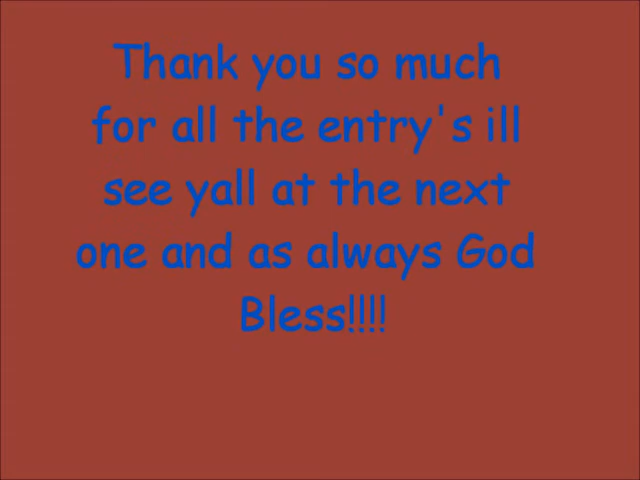 Thank you so much
for all the entry's ill
see yall at the next
one and as always God
Bless!!!!